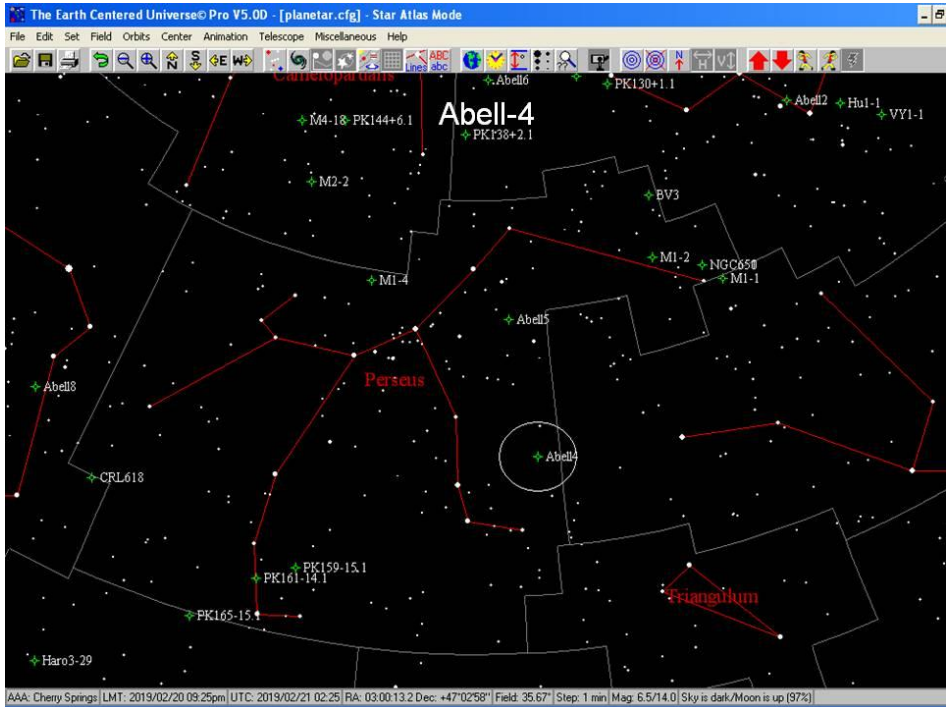 The Earth Centered Universe© Pro V5.0D - [planetar.cfg] - Star Atlas Mode
File Edit Set Field Orbits Center Animation Telescope Miscellaneous Help
N S E W Lines ABC abc N H V
Camelopardalis
Abell6
PK130+1.1
Abell2
Hu1-1
VY1-1
Abell-4
M4-18
PK144+6.1
PK138+2.1
M2-2
BV3
M1-2
NGC650
M1-1
M1-4
Abell5
Perseus
Abell8
Abell4
CRL618
PK159-15.1
PK161-14.1
Triangulum
PK165-15.1
Haro3-29
AAA: Cherry Springs LMT: 2019/02/20 09:25pm UTC: 2019/02/21 02:25 RA: 03:00:13.2 Dec: +47°02'58" Field: 35.67° Step: 1 min Mag: 6.5/14.0 Sky is dark/Moon is up (97%)